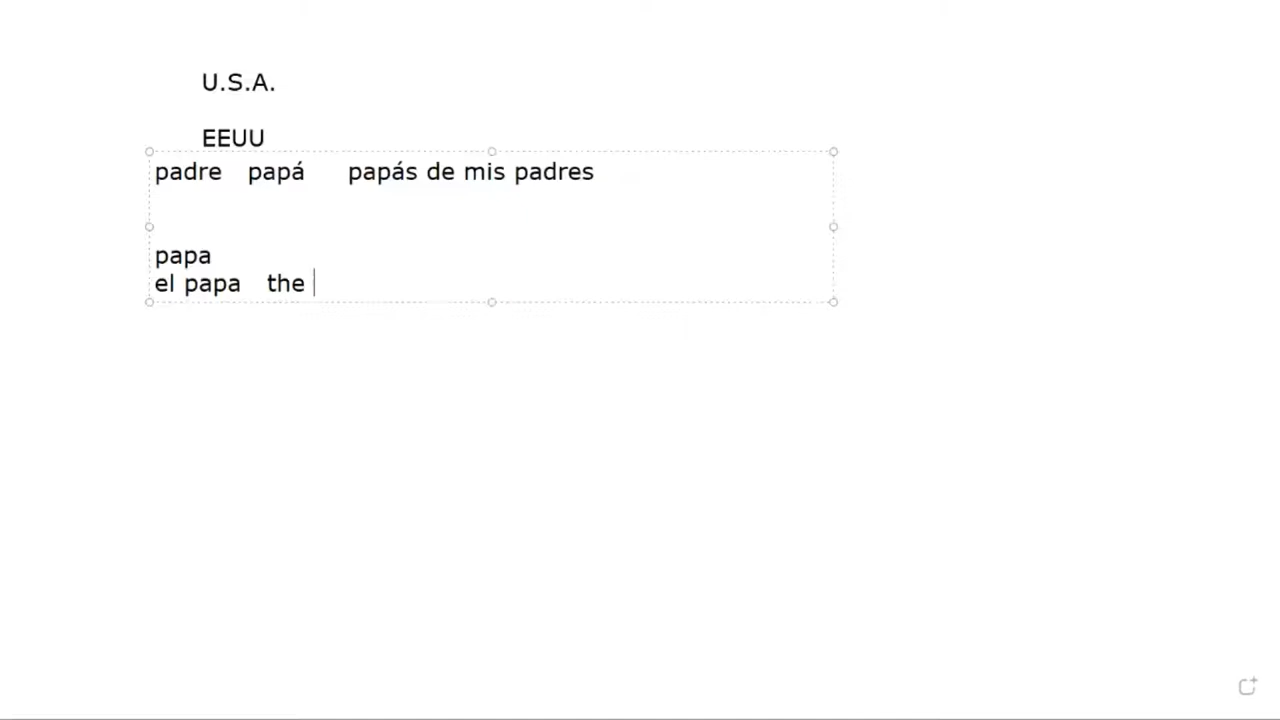 U.S.A.
EEUU
padre papá papás de mis padres
papa
el papa the